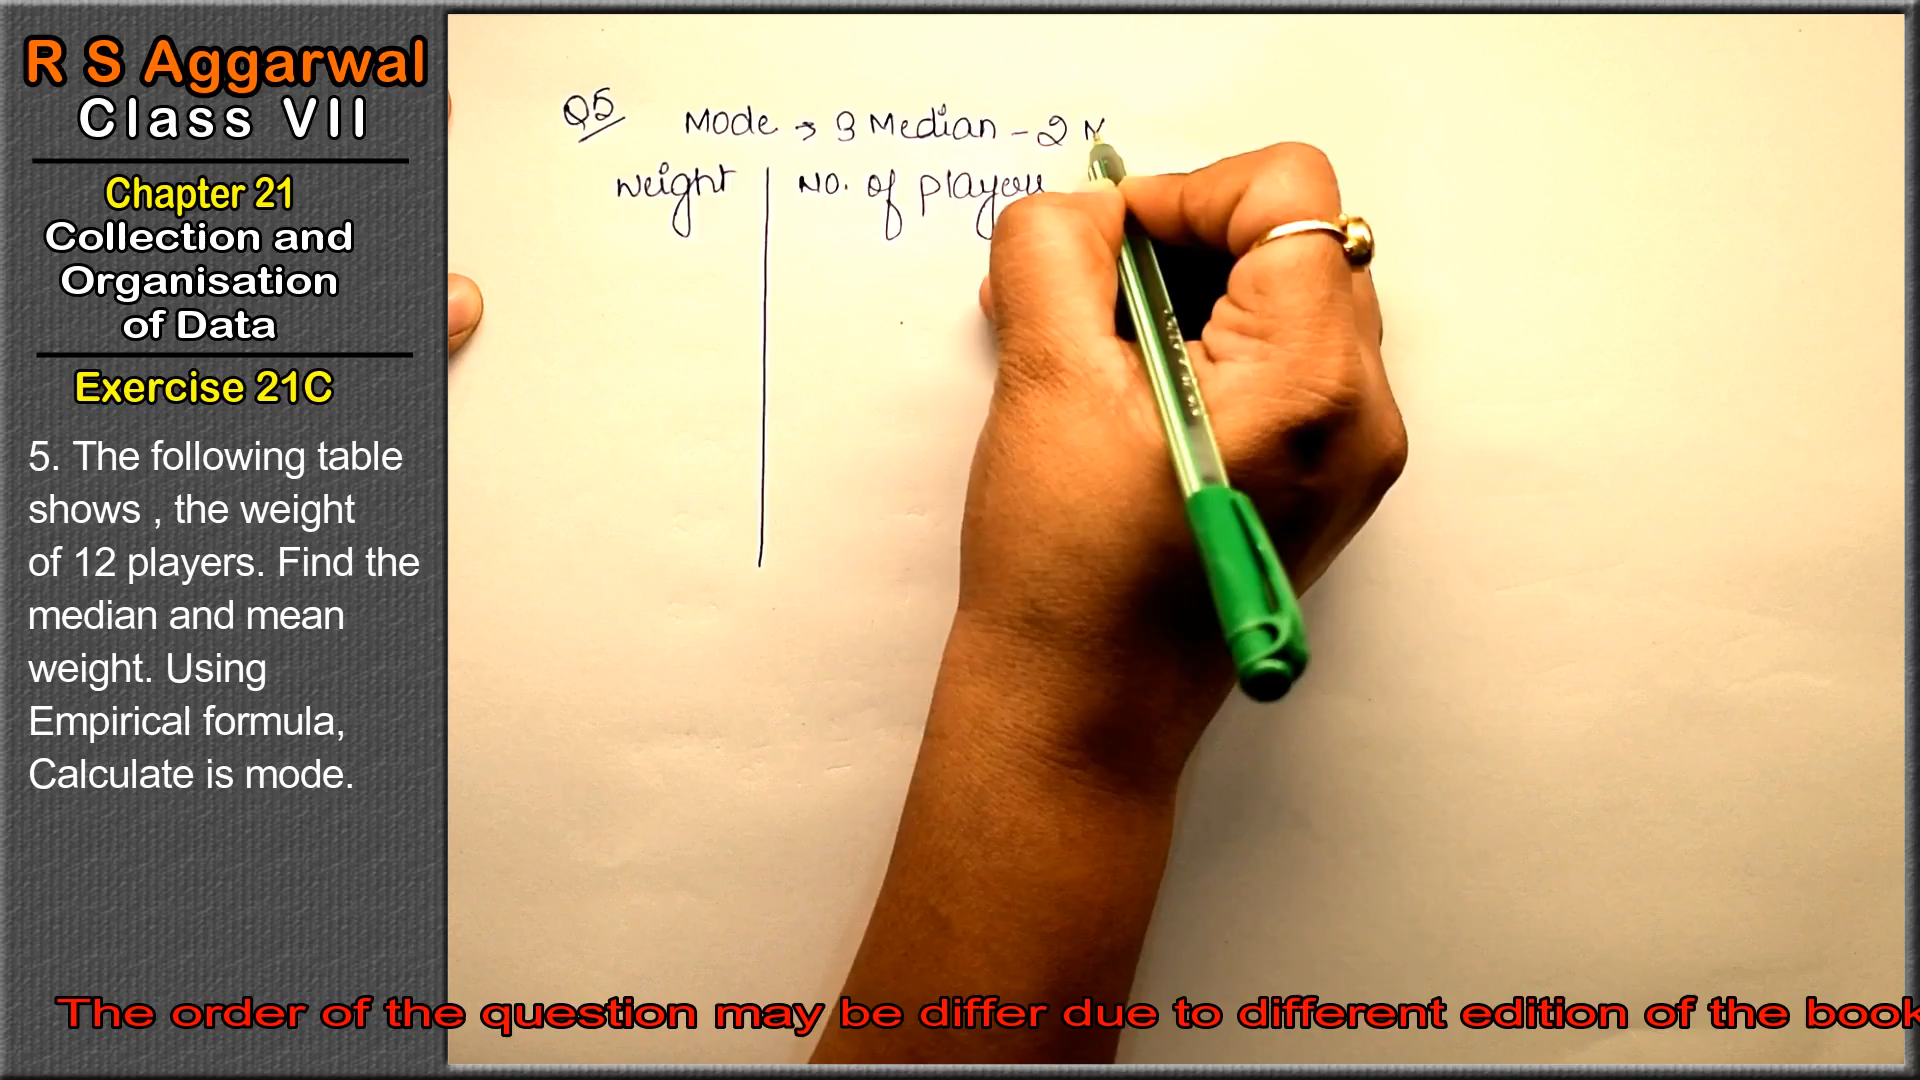 R S Aggarwal
Class VII
Chapter 21
Collection and
Organisation
of Data
Exercise 21C
5. The following table
shows , the weight
of 12 players. Find the
median and mean
weight. Using
Empirical formula,
Calculate is mode.
Q5
Mode → 3 Median - 2 M
Weight No. of players
The order of the question may be differ due to different edition of the book